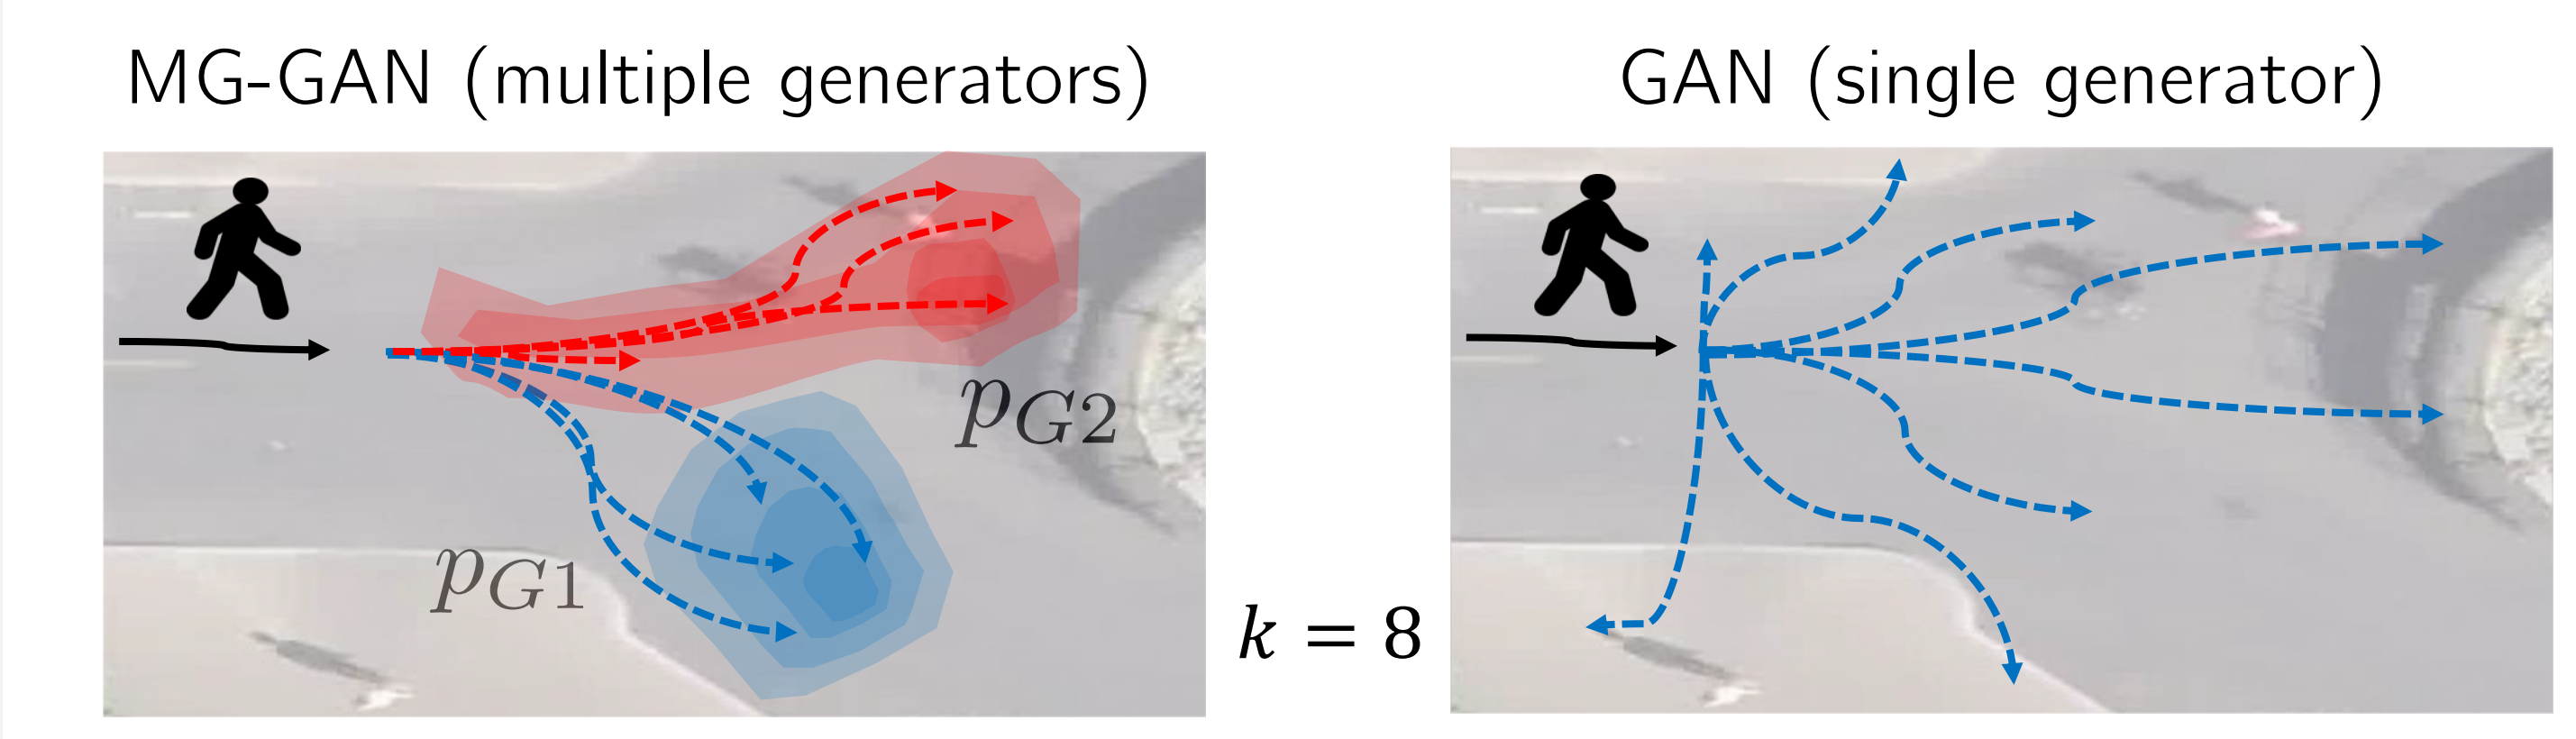 MG-GAN (multiple generators)
GAN (single generator)
pG2
pG1
k = 8